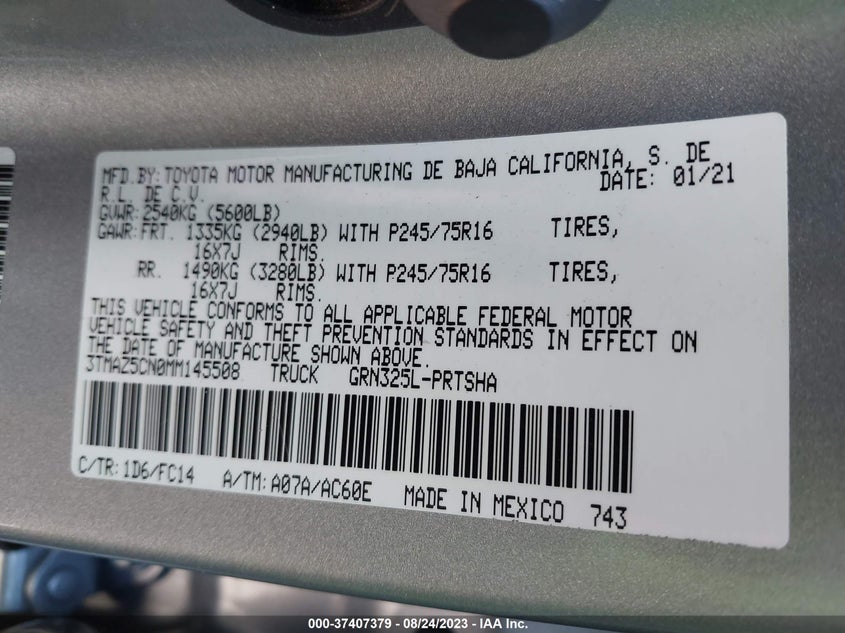 MFD.BY: TOYOTA MOTOR MANUFACTURING DE BAJA CALIFORNIA, S. DE
R.L. DE C.V. DATE: 01/21
GVWR: 2540KG (5600LB)
GAWR: FRT. 1335KG (2940LB) WITH P245/75R16 TIRES,
16X7J RIMS.
RR. 1490KG (3280LB) WITH P245/75R16 TIRES,
16X7J RIMS.
THIS VEHICLE CONFORMS TO ALL APPLICABLE FEDERAL MOTOR
VEHICLE SAFETY AND THEFT PREVENTION STANDARDS IN EFFECT ON
THE DATE OF MANUFACTURE SHOWN ABOVE.
3TMAZ5CN0MM145508 TRUCK GRN325L-PRTSHA
C/TR: 1D6/FC14 A/TM: A07A/AC60E MADE IN MEXICO 743
000-37407379 - 08/24/2023 - IAA Inc.